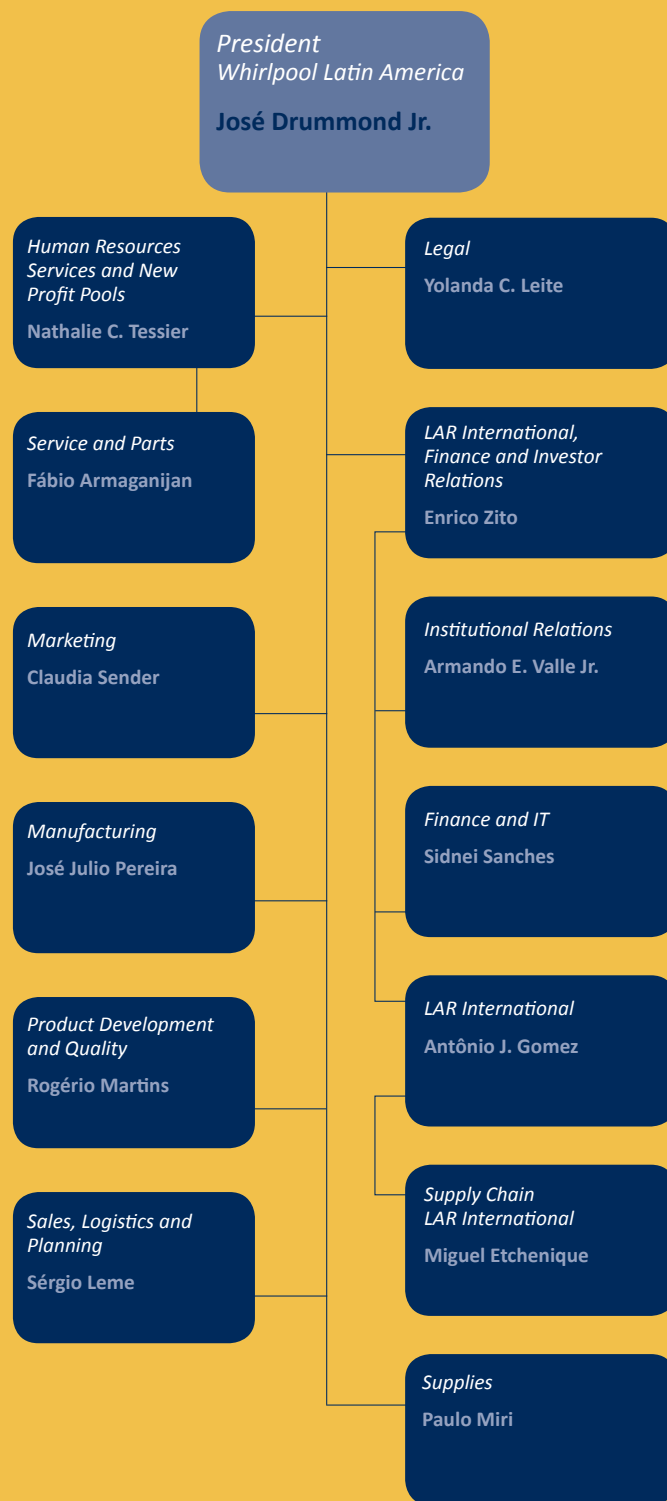 President
Whirlpool Latin America
José Drummond Jr.
Human Resources
Services and New
Profit Pools
Nathalie C. Tessier
Service and Parts
Fábio Armaganijan
Marketing
Claudia Sender
Manufacturing
José Julio Pereira
Product Development
and Quality
Rogério Martins
Sales, Logistics and
Planning
Sérgio Leme
Legal
Yolanda C. Leite
LAR International,
Finance and Investor
Relations
Enrico Zito
Institutional Relations
Armando E. Valle Jr.
Finance and IT
Sidnei Sanches
LAR International
Antônio J. Gomez
Supply Chain
LAR International
Miguel Etchenique
Supplies
Paulo Miri